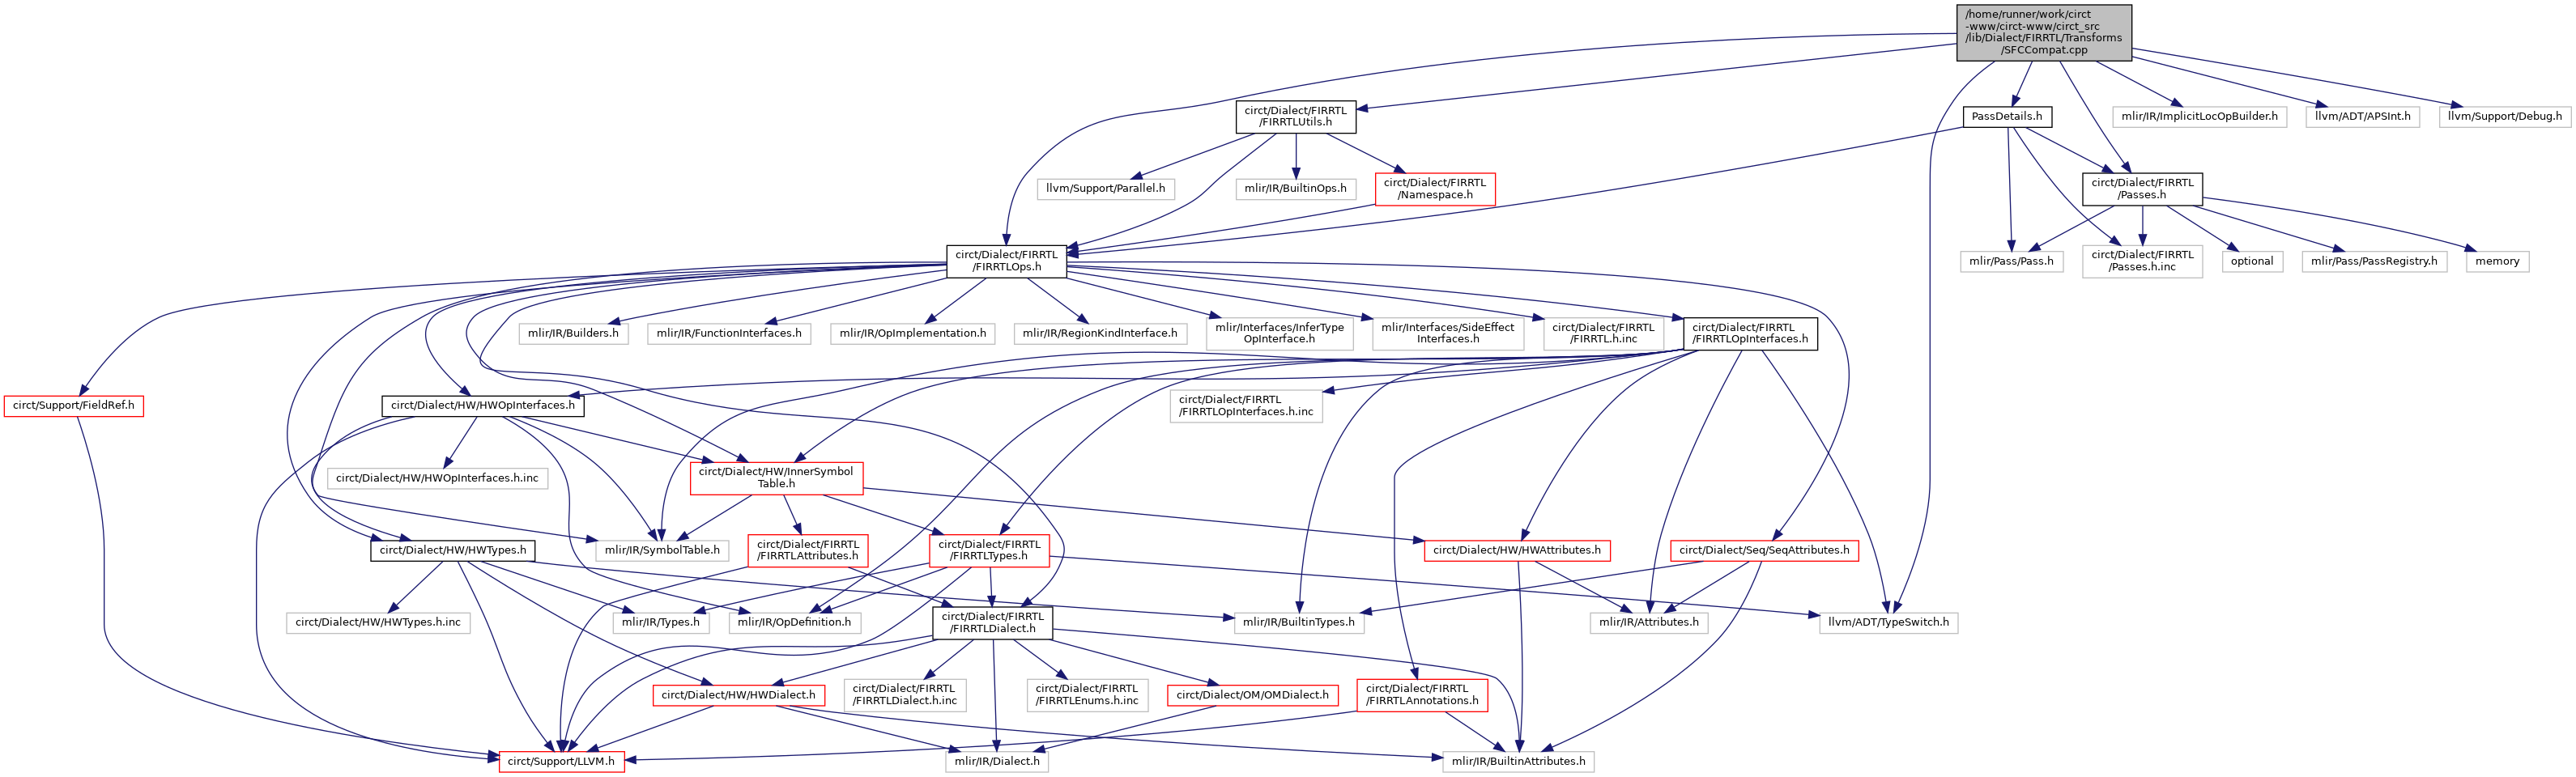 /home/runner/work/circt
-www/circt-www/circt_src
/lib/Dialect/FIRRTL/Transforms
/SFCCompat.cpp
circt/Dialect/FIRRTL
/FIRRTLUtils.h
PassDetails.h
mlir/IR/ImplicitLocOpBuilder.h
llvm/ADT/APSInt.h
llvm/Support/Debug.h
llvm/Support/Parallel.h
mlir/IR/BuiltinOps.h
circt/Dialect/FIRRTL
/Namespace.h
circt/Dialect/FIRRTL
/Passes.h
circt/Dialect/FIRRTL
/FIRRTLOps.h
mlir/Pass/Pass.h
circt/Dialect/FIRRTL
/Passes.h.inc
optional
mlir/Pass/PassRegistry.h
memory
mlir/IR/Builders.h
mlir/IR/FunctionInterfaces.h
mlir/IR/OpImplementation.h
mlir/IR/RegionKindInterface.h
mlir/Interfaces/InferType
OpInterface.h
mlir/Interfaces/SideEffect
Interfaces.h
circt/Dialect/FIRRTL
/FIRRTL.h.inc
circt/Dialect/FIRRTL
/FIRRTLOpInterfaces.h
circt/Support/FieldRef.h
circt/Dialect/HW/HWOpInterfaces.h
circt/Dialect/FIRRTL
/FIRRTLOpInterfaces.h.inc
circt/Dialect/HW/HWOpInterfaces.h.inc
circt/Dialect/HW/InnerSymbol
Table.h
circt/Dialect/HW/HWTypes.h
mlir/IR/SymbolTable.h
circt/Dialect/FIRRTL
/FIRRTLAttributes.h
circt/Dialect/FIRRTL
/FIRRTLTypes.h
circt/Dialect/HW/HWAttributes.h
circt/Dialect/Seq/SeqAttributes.h
circt/Dialect/HW/HWTypes.h.inc
mlir/IR/Types.h
mlir/IR/OpDefinition.h
circt/Dialect/FIRRTL
/FIRRTLDialect.h
mlir/IR/BuiltinTypes.h
mlir/IR/Attributes.h
llvm/ADT/TypeSwitch.h
circt/Dialect/HW/HWDialect.h
circt/Dialect/FIRRTL
/FIRRTLDialect.h.inc
circt/Dialect/FIRRTL
/FIRRTLEnums.h.inc
circt/Dialect/OM/OMDialect.h
circt/Dialect/FIRRTL
/FIRRTLAnnotations.h
circt/Support/LLVM.h
mlir/IR/Dialect.h
mlir/IR/BuiltinAttributes.h